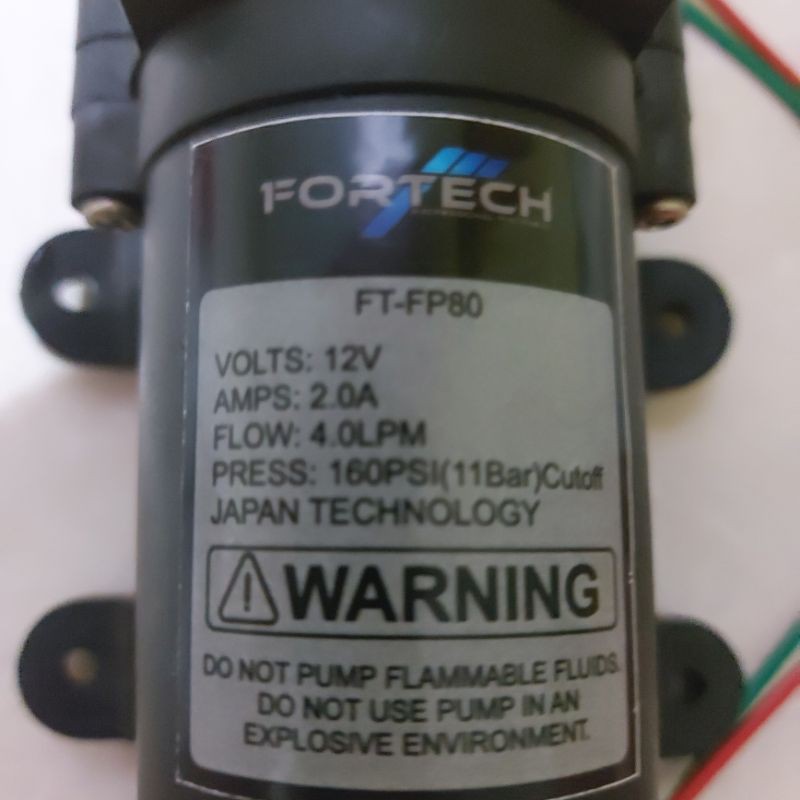 FORTECH
FT-FP80
VOLTS: 12V
AMPS: 2.0A
FLOW: 4.0LPM
PRESS: 160PSI(11Bar)Cutoff
JAPAN TECHNOLOGY
WARNING
DO NOT PUMP FLAMMABLE FLUIDS.
DO NOT USE PUMP IN AN
EXPLOSIVE ENVIRONMENT.